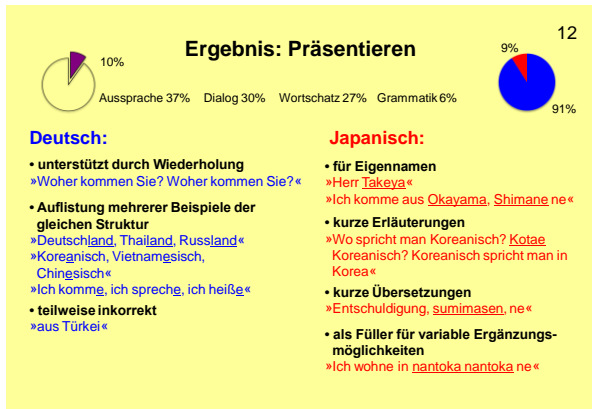 12
Ergebnis: Präsentieren
10%
9%
91%
Aussprache 37% Dialog 30% Wortschatz 27% Grammatik 6%
Deutsch:
• unterstützt durch Wiederholung
»Woher kommen Sie? Woher kommen Sie?«
• Auflistung mehrerer Beispiele der
gleichen Struktur
»Deutschland, Thailand, Russland«
»Koreanisch, Vietnamesisch,
Chinesisch«
»Ich komme, ich spreche, ich heiße«
• teilweise inkorrekt
»aus Türkei«
Japanisch:
• für Eigennamen
»Herr Takeya«
»Ich komme aus Okayama, Shimane ne«
• kurze Erläuterungen
»Wo spricht man Koreanisch? Kotae
Koreanisch? Koreanisch spricht man in
Korea«
• kurze Übersetzungen
»Entschuldigung, sumimasen, ne«
• als Füller für variable Ergänzungs-
möglichkeiten
»Ich wohne in nantoka nantoka ne«